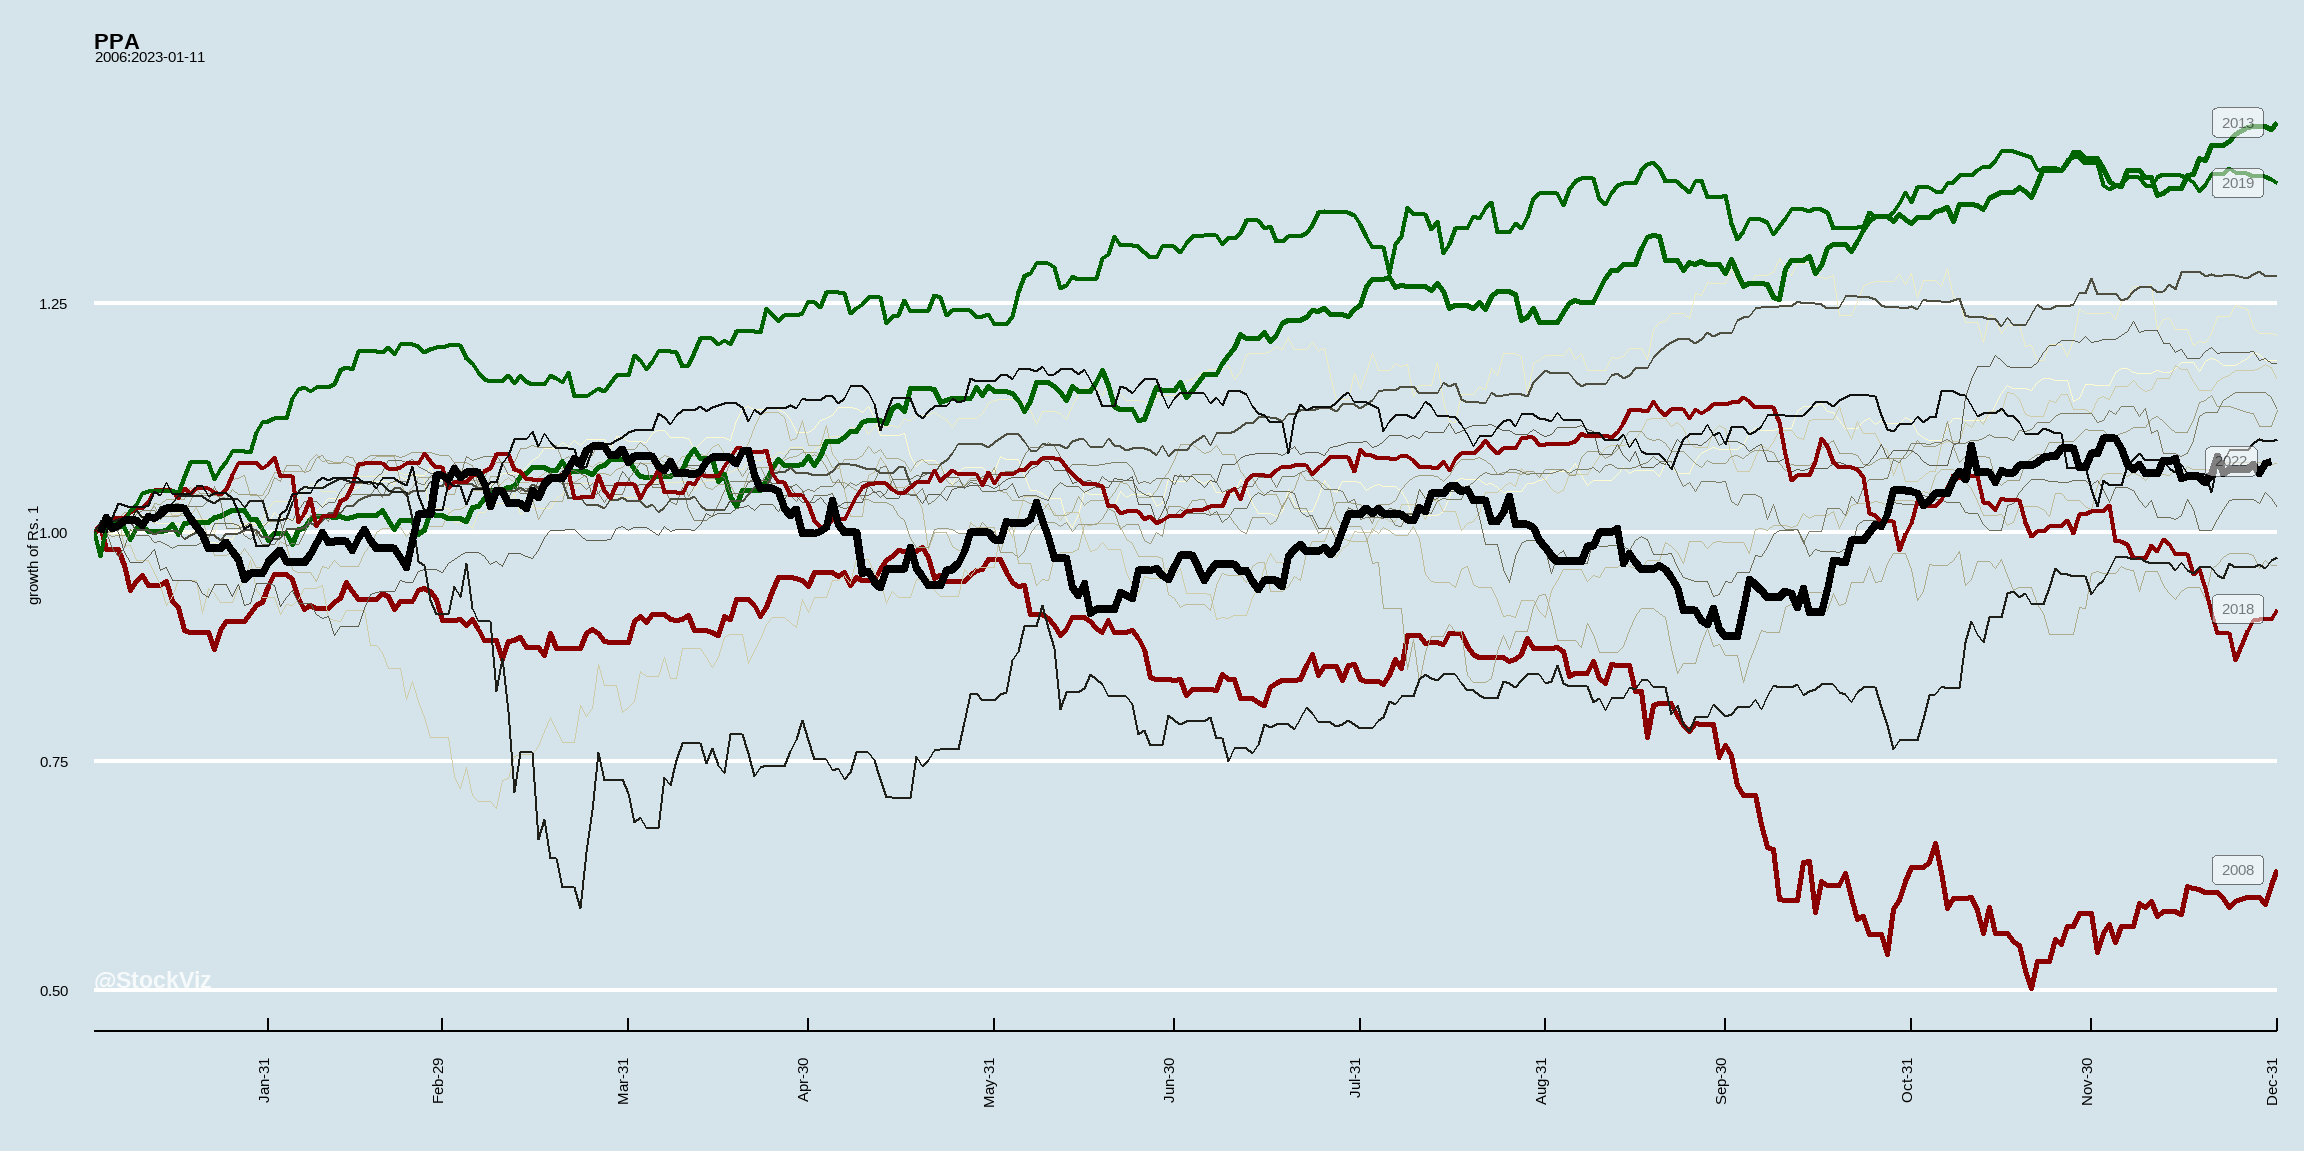 PPA
2006:2023-01-11
2013
2019
1.25
2022
growth of Rs. 1
1.00
2018
0.75
2008
@StockViz
0.50
Jan-31
Feb-29
Mar-31
Apr-30
May-31
Jun-30
Jul-31
Aug-31
Sep-30
Oct-31
Nov-30
Dec-31